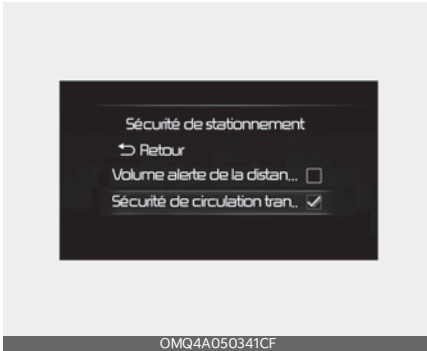 Sécurité de stationnement
⮌ Retour
Volume alerte de la distan...
Sécurité de circulation tran..
OMQ4A050341CF